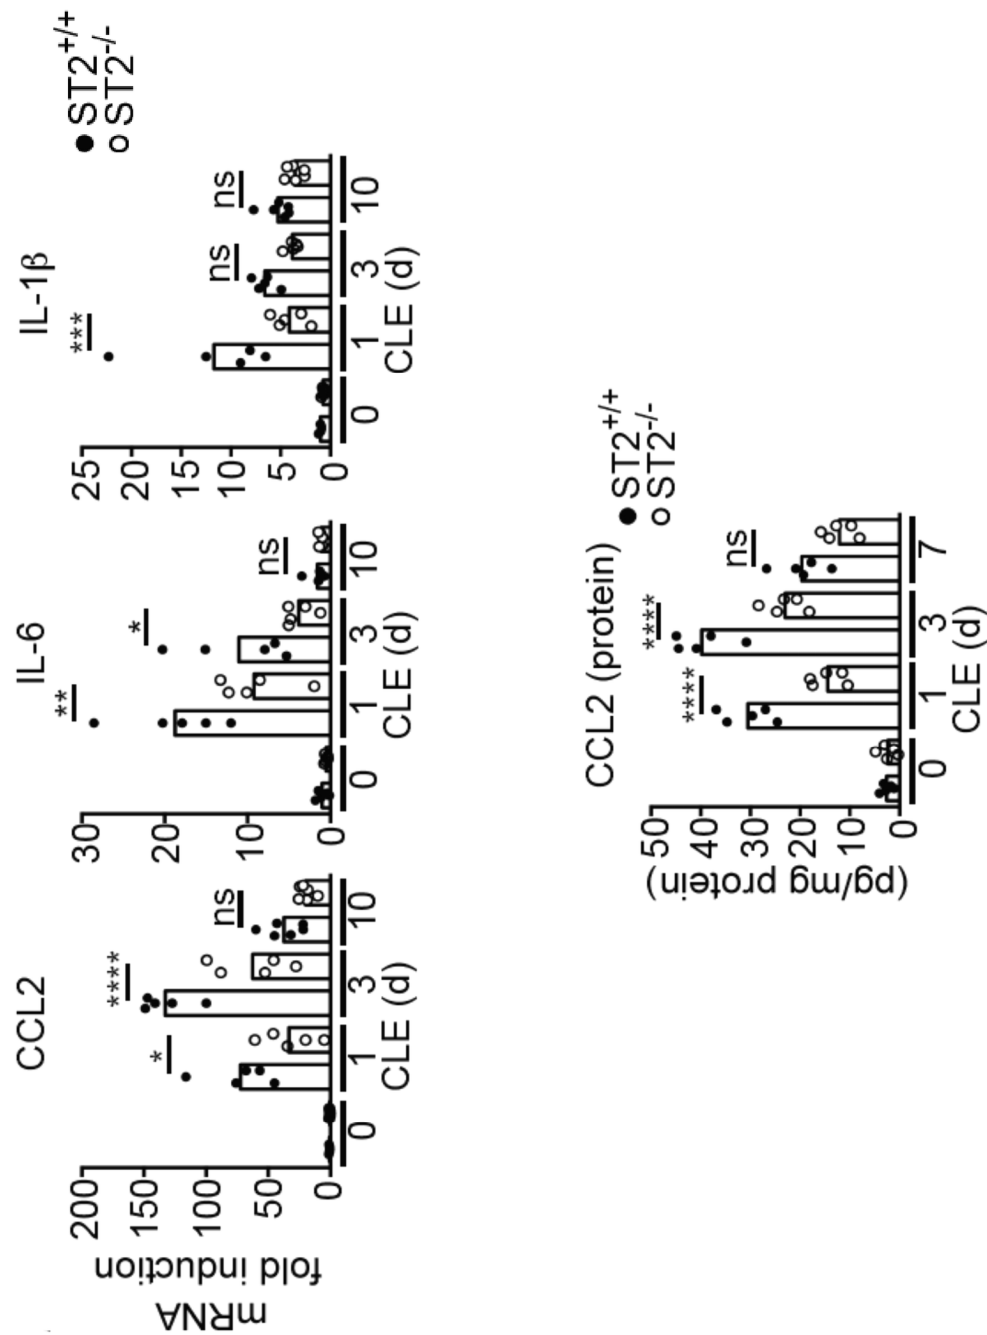 CCL2
IL-6
IL-1β
● ST2+/+
○ ST2-/-
mRNA
fold induction
200
150
100
50
0
* **** ns
0 1 3 10
CLE (d)
30
20
10
0
** * ns
0 1 3 10
CLE (d)
25
20
15
10
5
0
*** ns ns
0 1 3 10
CLE (d)
CCL2 (protein)
● ST2+/+
○ ST2-/-
(pg/mg protein)
50
40
30
20
10
0
**** **** ns
0 1 3 7
CLE (d)